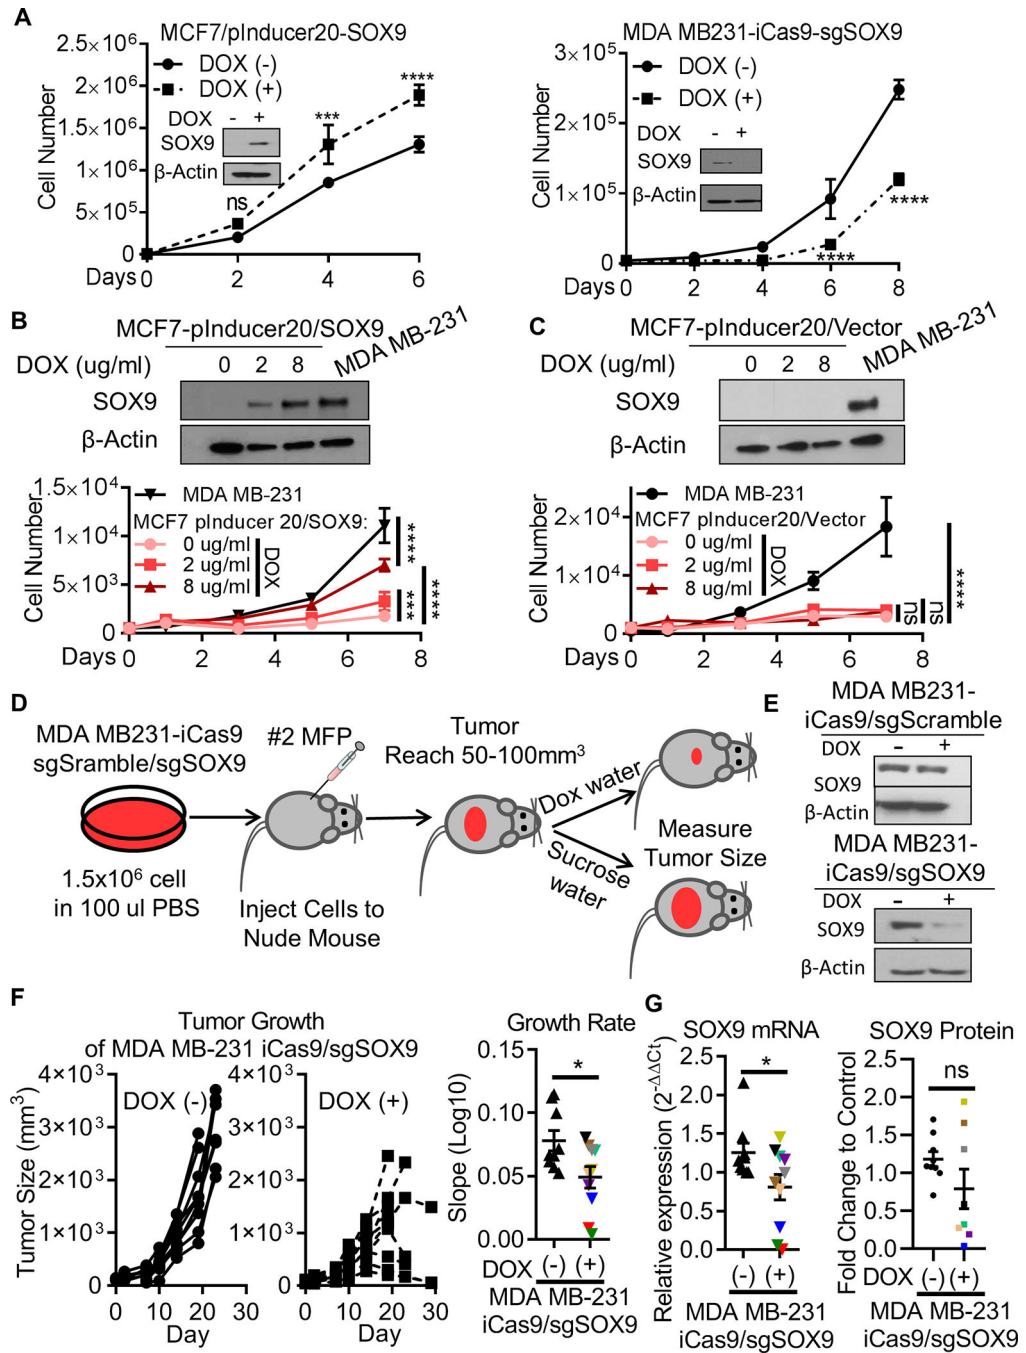 A
MCF7/pInducer20-SOX9
2.5×10⁶
2×10⁶
1.5×10⁶
1×10⁶
5×10⁵
0
Cell Number
DOX (-)
DOX (+)
DOX - +
SOX9
β-Actin
ns
***
****
Days 0 2 4 6
MDA MB231-iCas9-sgSOX9
3×10⁵
2×10⁵
1×10⁵
0
Cell Number
DOX (-)
DOX (+)
DOX
- +
SOX9
β-Actin
****
****
Days 0 2 4 6 8
B
MCF7-pInducer20/SOX9
MDA MB-231
DOX (ug/ml) 0 2 8
SOX9
β-Actin
1.5×10⁴
1×10⁴
5×10³
0
Cell Number
MDA MB-231
MCF7 pInducer 20/SOX9:
0 ug/ml
2 ug/ml
8 ug/ml
DOX
****
***
****
Days 0 2 4 6 8
C
MCF7-pInducer20/Vector
MDA MB-231
DOX (ug/ml) 0 2 8
SOX9
β-Actin
2×10⁴
1×10⁴
0
Cell Number
MDA MB-231
MCF7 pInducer20/Vector
0 ug/ml
2 ug/ml
8 ug/ml
DOX
ns
ns
****
Days 0 2 4 6 8
D
MDA MB231-iCas9
sgSramble/sgSOX9
1.5x10⁶ cell
in 100 ul PBS
#2 MFP
Inject Cells to
Nude Mouse
Tumor
Reach 50-100mm³
Dox water
Sucrose
water
Measure
Tumor Size
E
MDA MB231-
iCas9/sgScramble
DOX - +
SOX9
β-Actin
MDA MB231-
iCas9/sgSOX9
DOX
- +
SOX9
β-Actin
F
Tumor Growth
of MDA MB-231 iCas9/sgSOX9
Tumor Size (mm³)
4×10³
3×10³
2×10³
1×10³
0
DOX (-)
0 10 20 30
Day
4×10³
3×10³
2×10³
1×10³
0
DOX (+)
0 10 20 30
Day
Growth Rate
Slope (Log10)
0.15
0.10
0.05
0.00
*
DOX (-) (+)
MDA MB-231
iCas9/sgSOX9
G
SOX9 mRNA
Relative expression (2^-ΔΔCt)
2.5
2.0
1.5
1.0
0.5
0.0
*
(-) (+)
MDA MB-231
iCas9/sgSOX9
SOX9 Protein
Fold Change to Control
2.5
2.0
1.5
1.0
0.5
0.0
ns
DOX (-) (+)
MDA MB-231
iCas9/sgSOX9